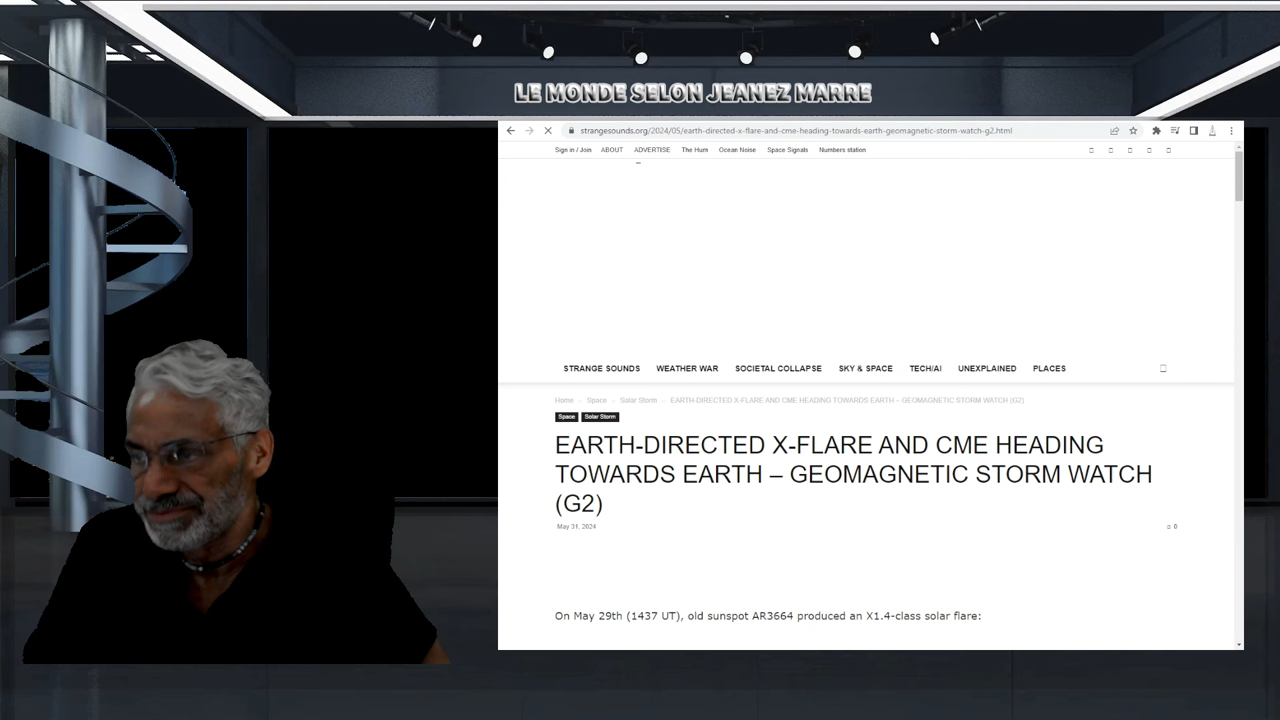 LE MONDE SELON JEANEZ MARRE
strangesounds.org/2024/05/earth-directed-x-flare-and-cme-heading-towards-earth-geomagnetic-storm-watch-g2.html
Sign in / Join ABOUT ADVERTISE The Hum Ocean Noise Space Signals Numbers station
STRANGE SOUNDS WEATHER WAR SOCIETAL COLLAPSE SKY & SPACE TECH/AI UNEXPLAINED PLACES
Home Space Solar Storm EARTH-DIRECTED X-FLARE AND CME HEADING TOWARDS EARTH – GEOMAGNETIC STORM WATCH (G2)
Space Solar Storm
EARTH-DIRECTED X-FLARE AND CME HEADING
TOWARDS EARTH – GEOMAGNETIC STORM WATCH
(G2)
May 31, 2024 0
On May 29th (1437 UT), old sunspot AR3664 produced an X1.4-class solar flare: